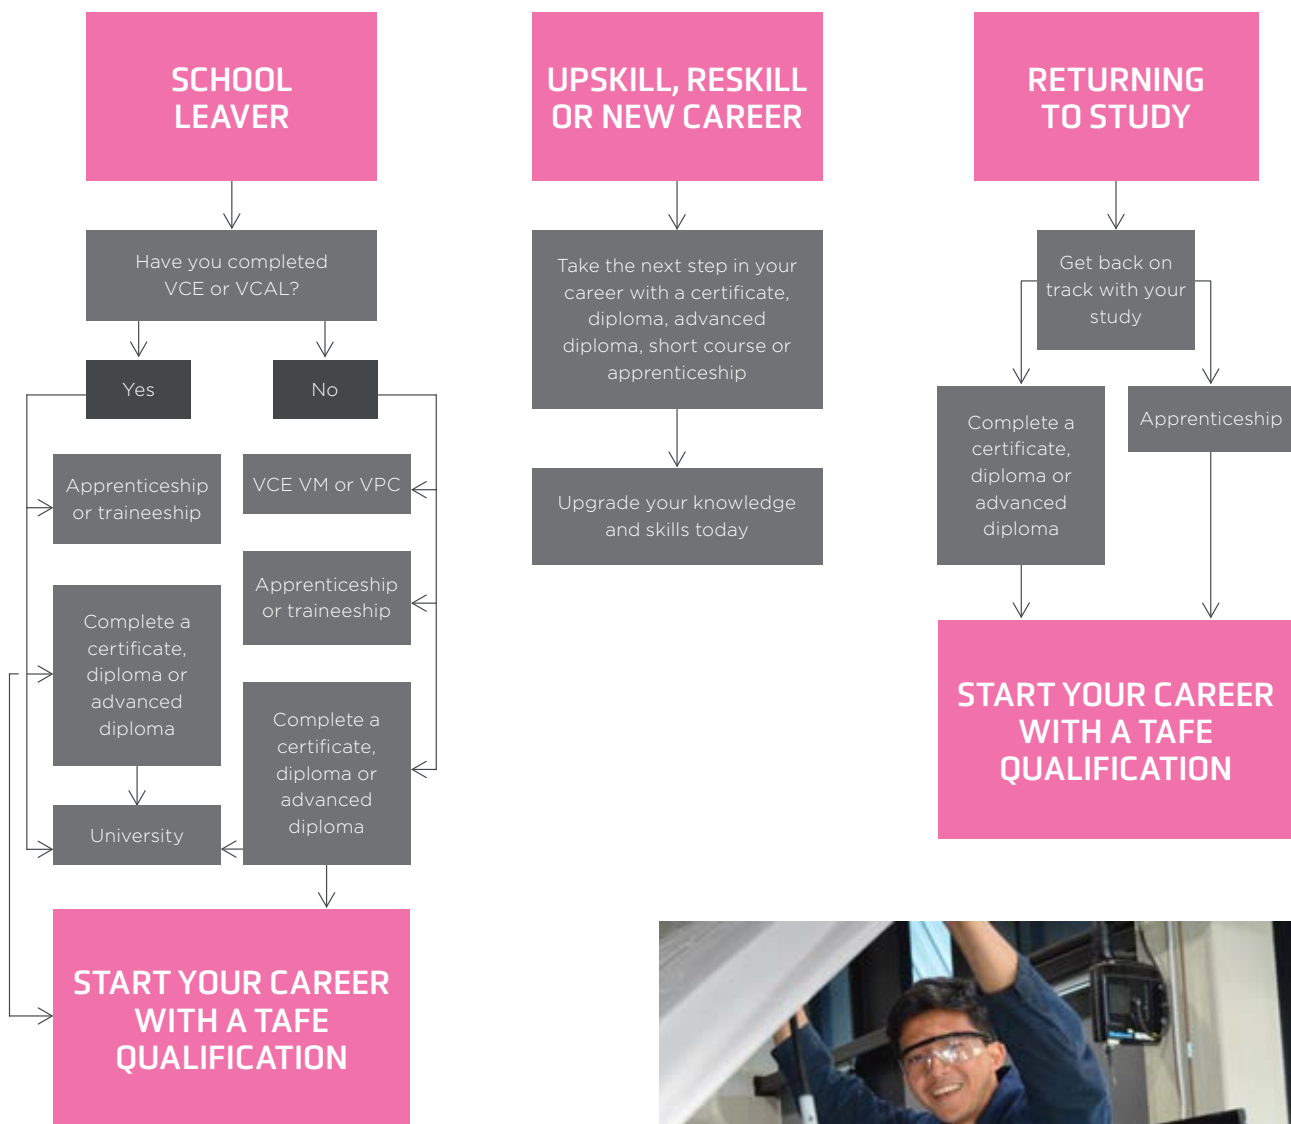 SCHOOL
LEAVER
Have you completed
VCE or VCAL?
Yes
No
Apprenticeship
or traineeship
VCE VM or VPC
Apprenticeship
or traineeship
Complete a
certificate,
diploma or
advanced
diploma
Complete a
certificate,
diploma or
advanced
diploma
University
START YOUR CAREER
WITH A TAFE
QUALIFICATION
UPSKILL, RESKILL
OR NEW CAREER
Take the next step in your
career with a certificate,
diploma, advanced
diploma, short course or
apprenticeship
Upgrade your knowledge
and skills today
RETURNING
TO STUDY
Get back on
track with your
study
Complete a
certificate,
diploma or
advanced
diploma
Apprenticeship
START YOUR CAREER
WITH A TAFE
QUALIFICATION